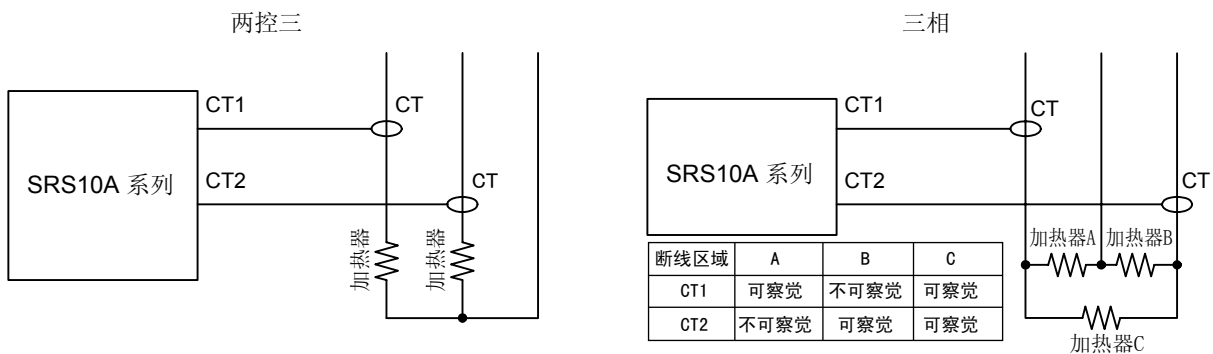 两控三
SRS10A 系列
CT1
CT
CT2
CT
加热器
加热器
三相
SRS10A 系列
CT1
CT
CT2
CT
加热器A
加热器B
加热器C
断线区域 A B C
CT1 可察觉 不可察觉 可察觉
CT2 不可察觉 可察觉 可察觉